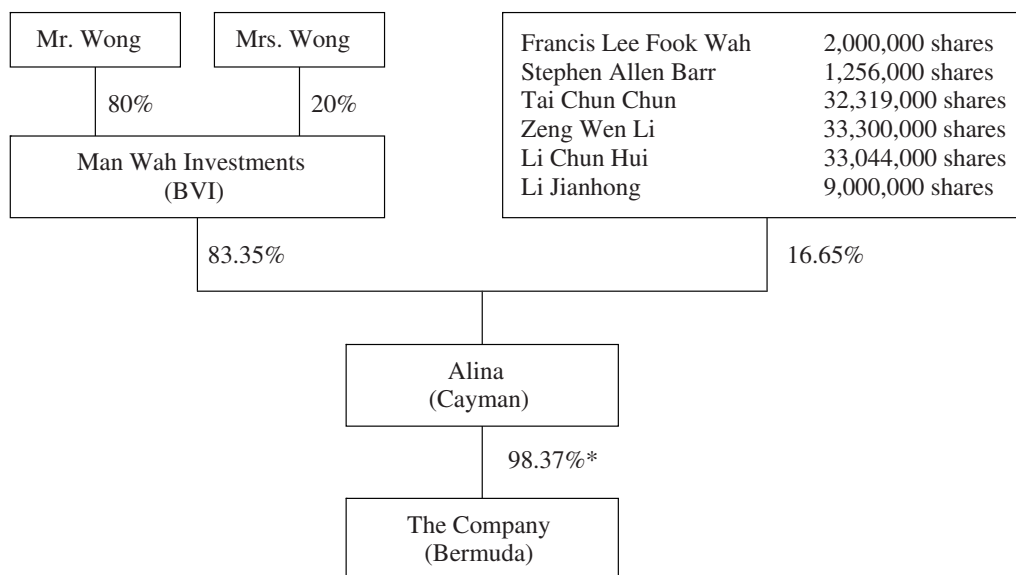 Mr. Wong
Mrs. Wong
Francis Lee Fook Wah 2,000,000 shares
Stephen Allen Barr 1,256,000 shares
Tai Chun Chun 32,319,000 shares
Zeng Wen Li 33,300,000 shares
Li Chun Hui 33,044,000 shares
Li Jianhong 9,000,000 shares
80%
20%
Man Wah Investments
(BVI)
83.35%
16.65%
Alina
(Cayman)
98.37%*
The Company
(Bermuda)